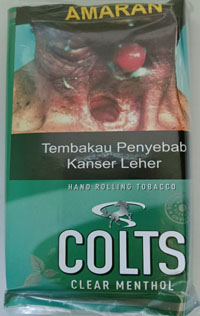 AMARAN
Tembakau Penyebab
Kanser Leher
HAND ROLLING TOBACCO
COLTS
CLEAR MENTHOL